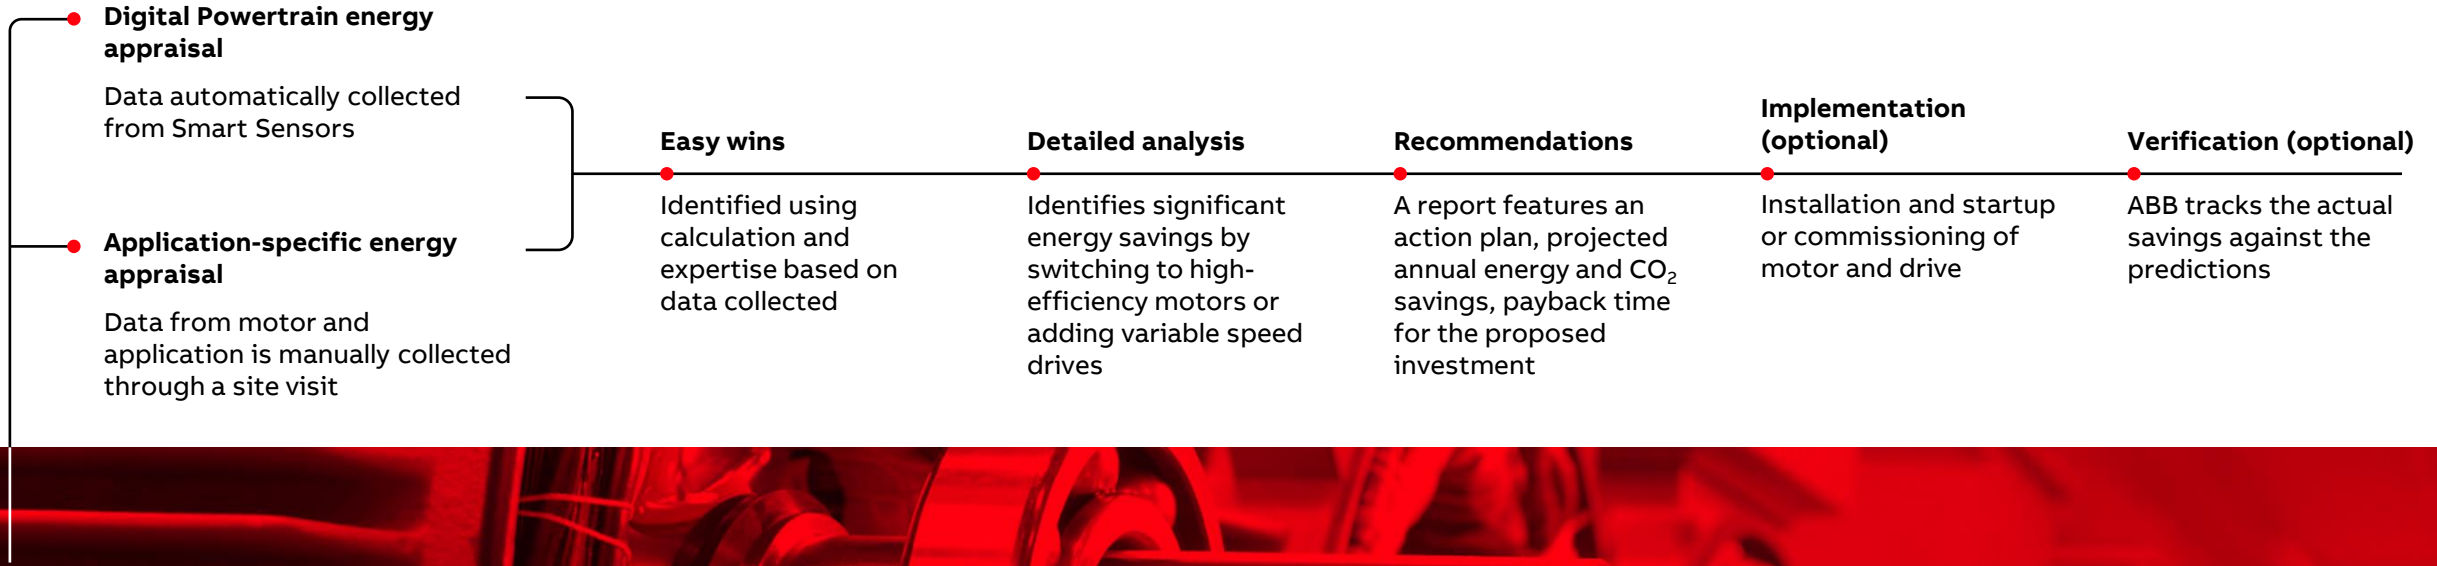 Digital Powertrain energy
appraisal
Data automatically collected
from Smart Sensors
Application-specific energy
appraisal
Data from motor and
application is manually collected
through a site visit
Easy wins
Identified using
calculation and
expertise based on
data collected
Detailed analysis
Identifies significant
energy savings by
switching to high-
efficiency motors or
adding variable speed
drives
Recommendations
A report features an
action plan, projected
annual energy and CO₂
savings, payback time
for the proposed
investment
Implementation
(optional)
Installation and startup
or commissioning of
motor and drive
Verification (optional)
ABB tracks the actual
savings against the
predictions